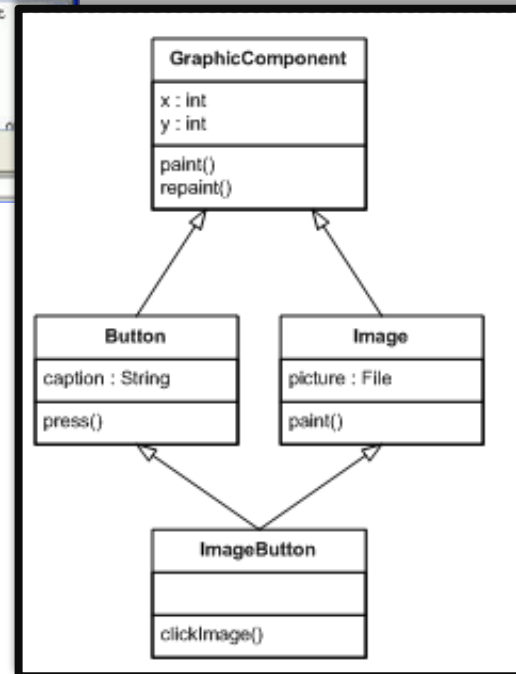 GraphicComponent
x : int
y : int
paint()
repaint()
Button
caption : String
press()
Image
picture : File
paint()
ImageButton
clickImage()